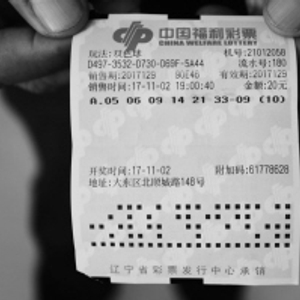 中国福利彩票
CHINA WELFARE LOTTERY
玩法:双色球 机号:21012058
D497-3532-0730-069F-5A44 流水号:180
销售期:2017129 90E46 有效期:2017129
销售时间:17-11-02 19:00:40 金额:20元
A.05 06 09 14 21 33-09 (10)
开奖时间:17-11-02 附加码:61778628
地址:大东区北顺城路148号
辽宁省彩票发行中心承销